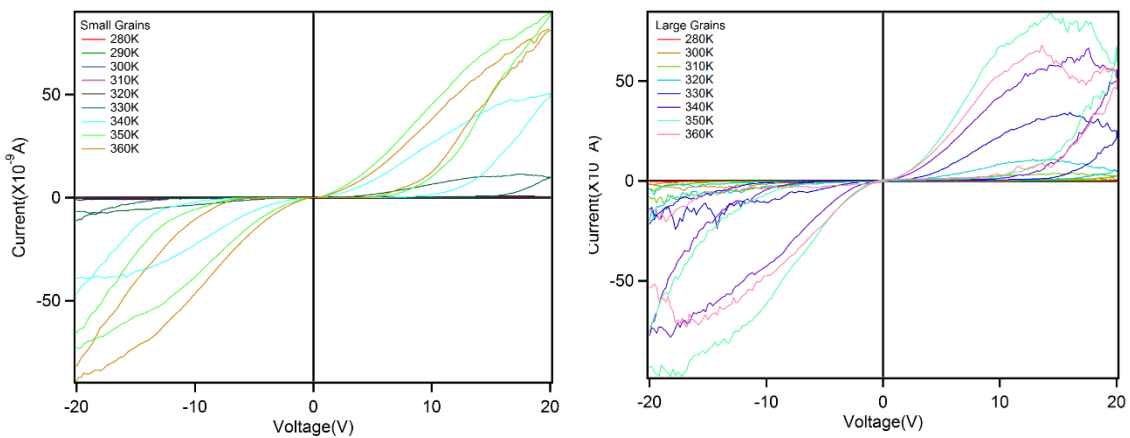 Small Grains
280K
290K
300K
310K
320K
330K
340K
350K
360K
50
0
-50
Current(X10⁻⁹A)
-20
-10
0
10
20
Voltage(V)
Large Grains
280K
300K
310K
320K
330K
340K
350K
360K
50
0
-50
Current(X10 A)
-20
-10
0
10
20
Voltage(V)